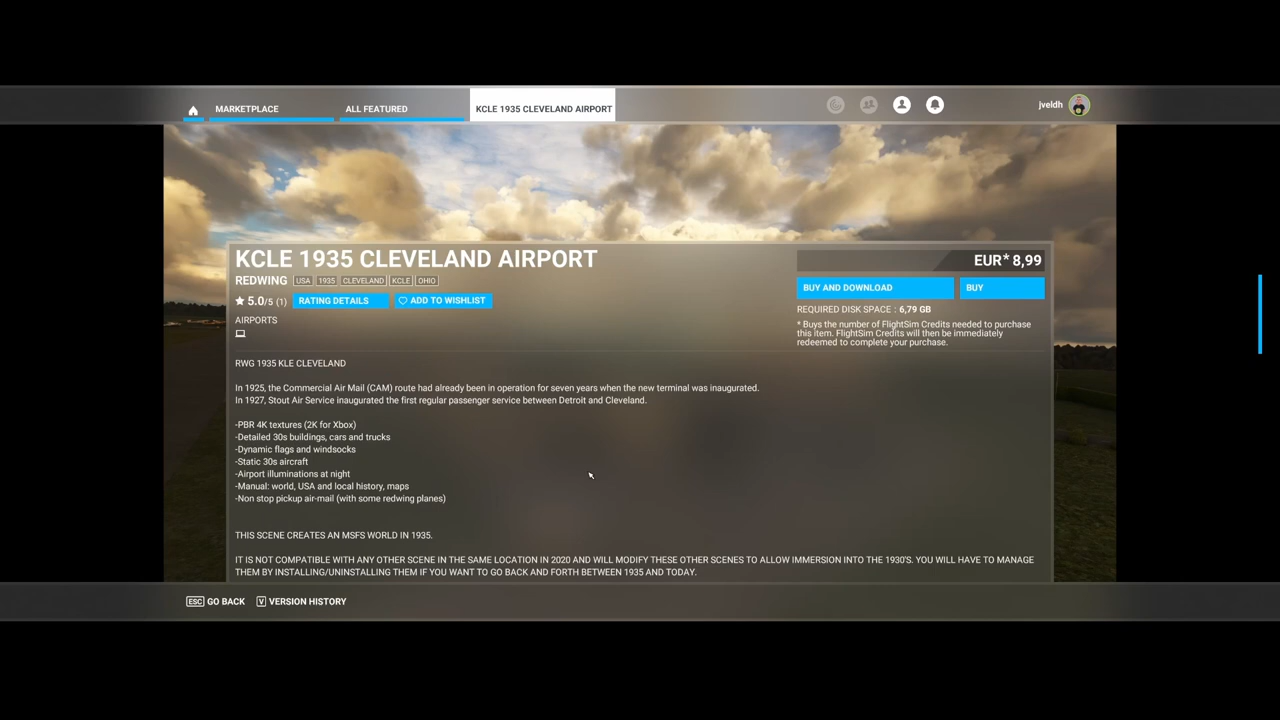 MARKETPLACE
ALL FEATURED
KCLE 1935 CLEVELAND AIRPORT
jveldh
KCLE 1935 CLEVELAND AIRPORT
REDWING USA 1935 CLEVELAND KCLE OHIO
5.0/5 (1) RATING DETAILS ADD TO WISHLIST
AIRPORTS
EUR* 8,99
BUY AND DOWNLOAD BUY
REQUIRED DISK SPACE : 6,79 GB
* Buys the number of FlightSim Credits needed to purchase
this item. FlightSim Credits will then be immediately
redeemed to complete your purchase.
RWG 1935 KLE CLEVELAND
In 1925, the Commercial Air Mail (CAM) route had already been in operation for seven years when the new terminal was inaugurated.
In 1927, Stout Air Service inaugurated the first regular passenger service between Detroit and Cleveland.
-PBR 4K textures (2K for Xbox)
-Detailed 30s buildings, cars and trucks
-Dynamic flags and windsocks
-Static 30s aircraft
-Airport illuminations at night
-Manual: world, USA and local history, maps
-Non stop pickup air-mail (with some redwing planes)
THIS SCENE CREATES AN MSFS WORLD IN 1935.
IT IS NOT COMPATIBLE WITH ANY OTHER SCENE IN THE SAME LOCATION IN 2020 AND WILL MODIFY THESE OTHER SCENES TO ALLOW IMMERSION INTO THE 1930'S. YOU WILL HAVE TO MANAGE
THEM BY INSTALLING/UNINSTALLING THEM IF YOU WANT TO GO BACK AND FORTH BETWEEN 1935 AND TODAY.
ESC GO BACK V VERSION HISTORY